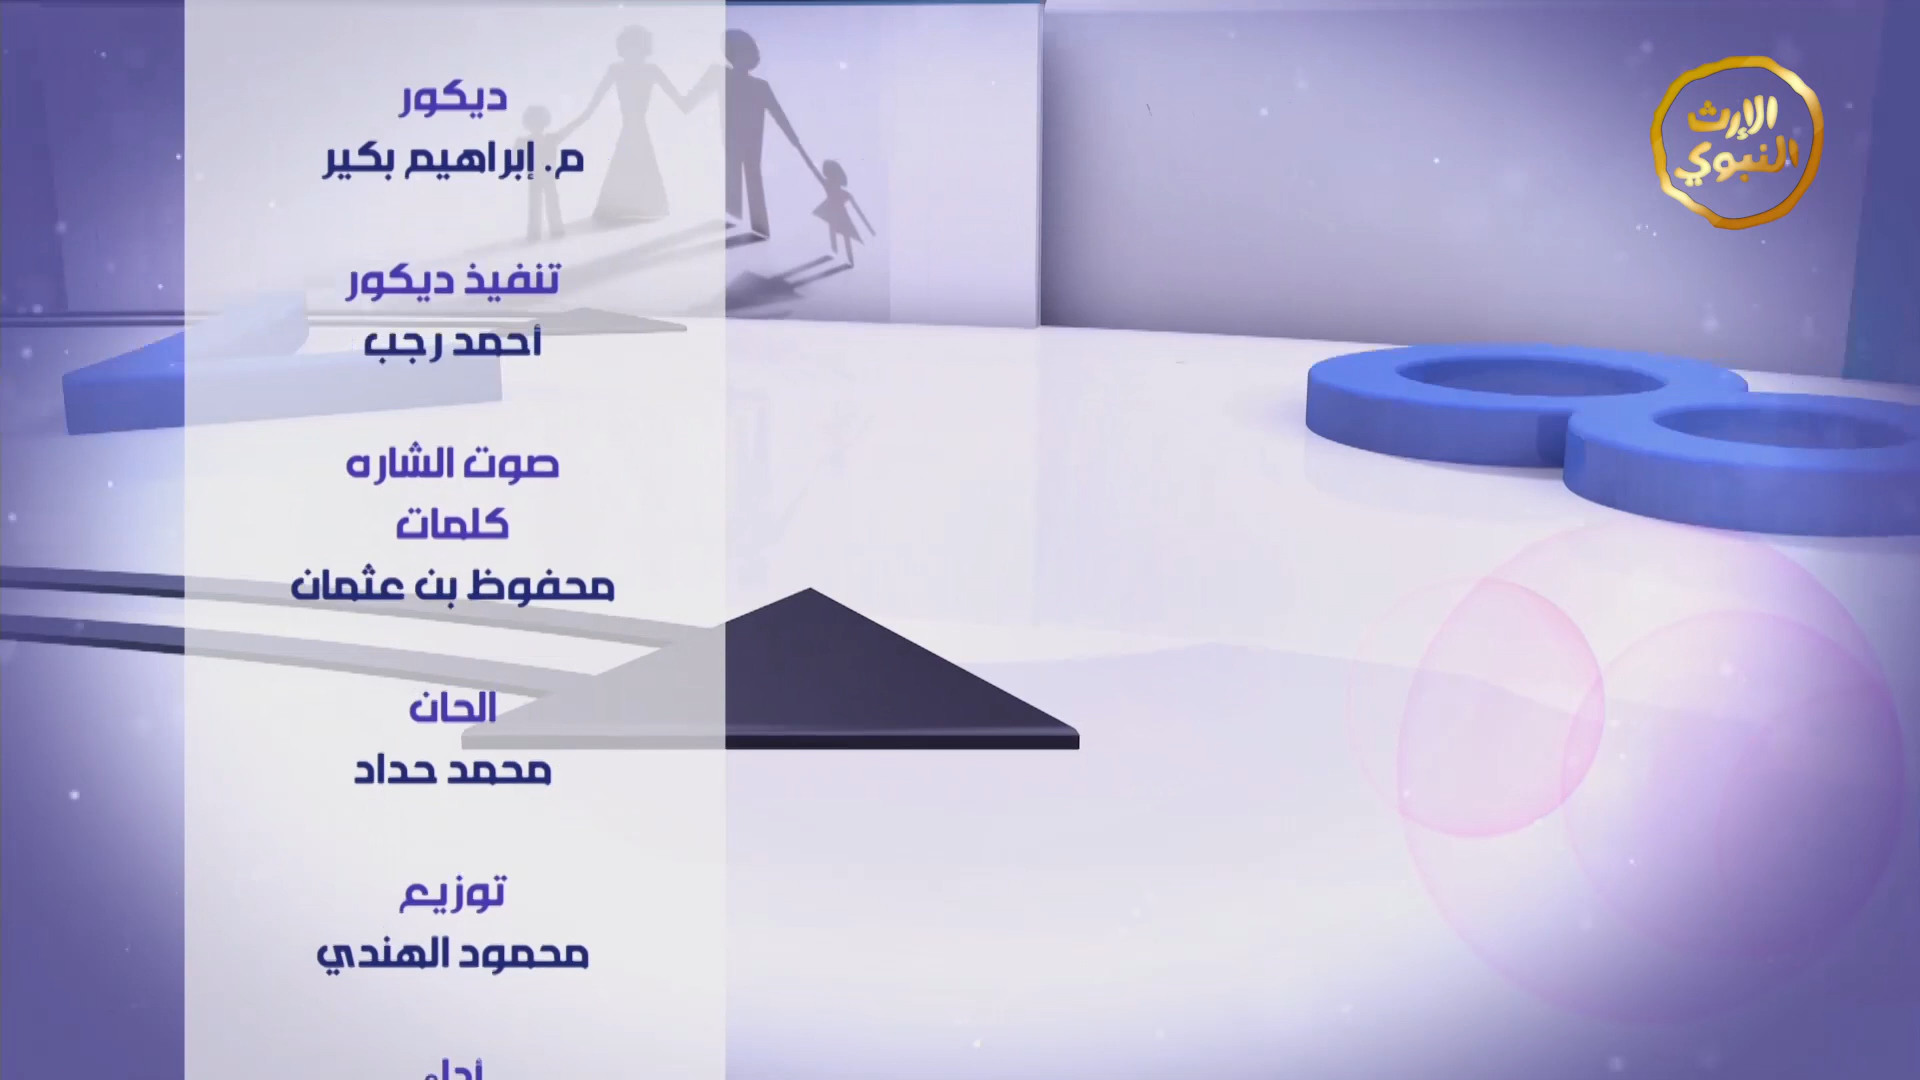 ديكور
م. إبراهيم بكير
تنفيذ ديكور
أحمد رجب
صوت الشاره
كلمات
محفوظ بن عثمان
الحان
محمد حداد
توزيع
محمود الهندي
أداء
الإرث
النبوي